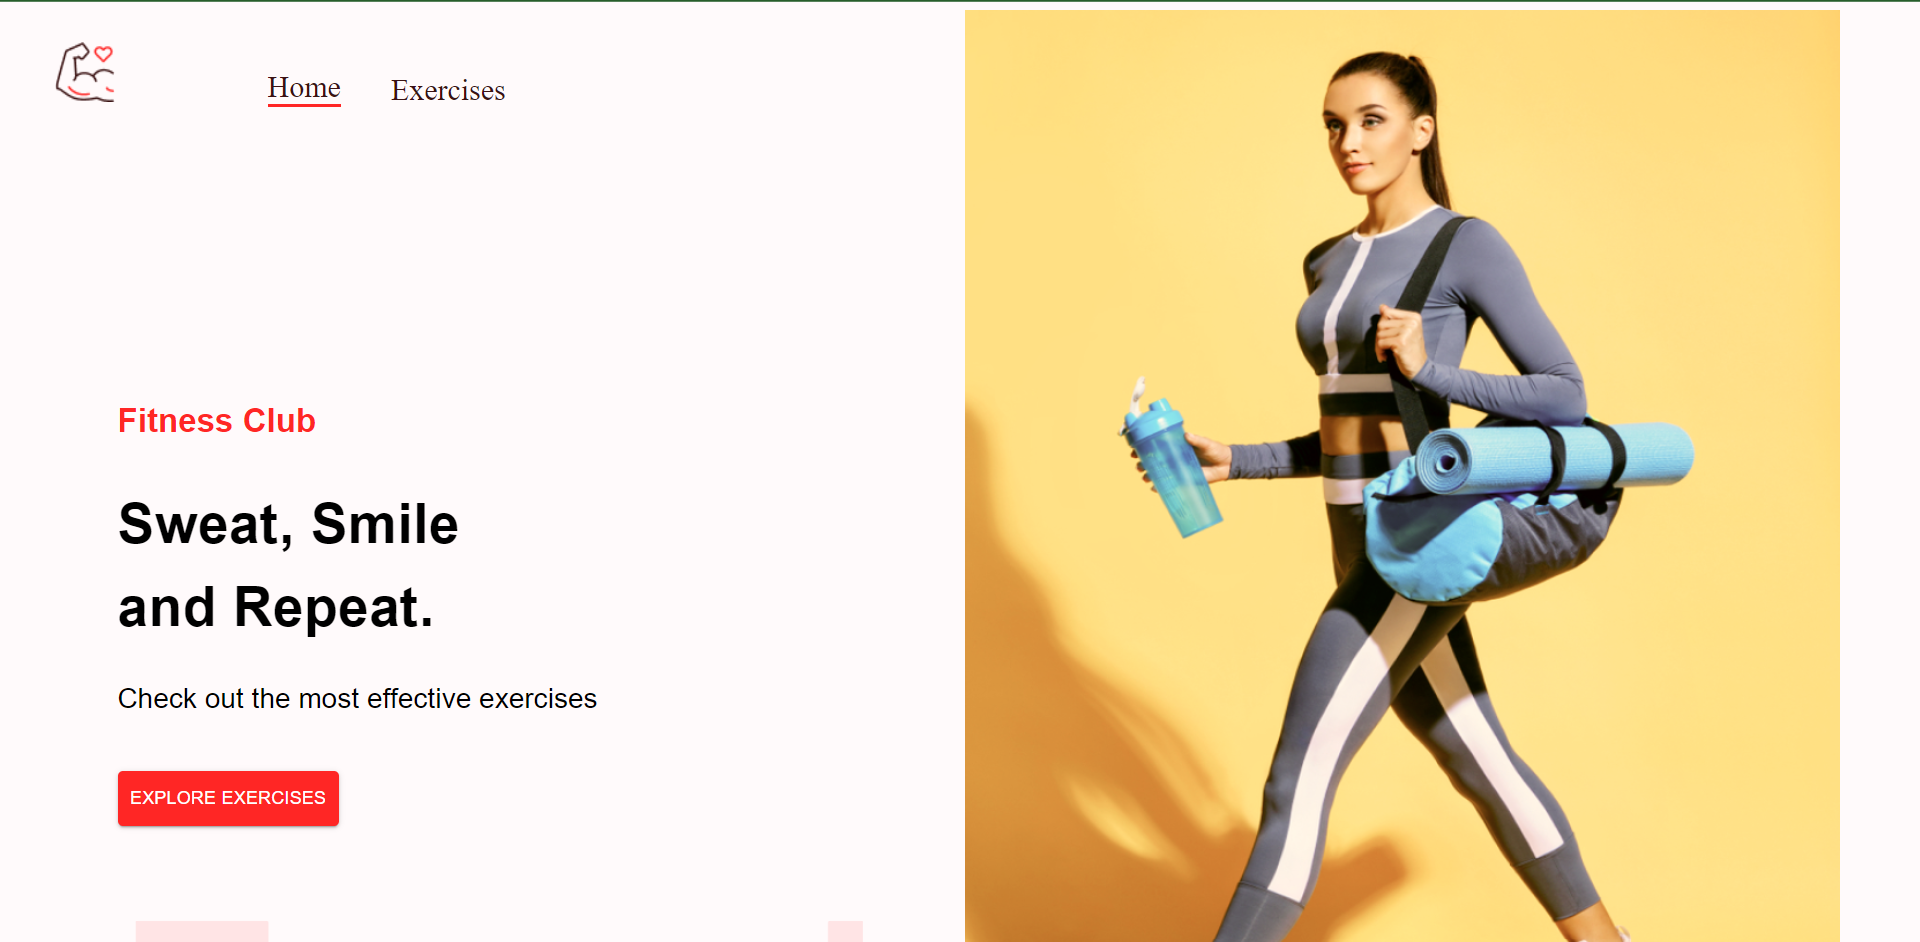 Home Exercises
Fitness Club
Sweat, Smile
and Repeat.
Check out the most effective exercises
EXPLORE EXERCISES